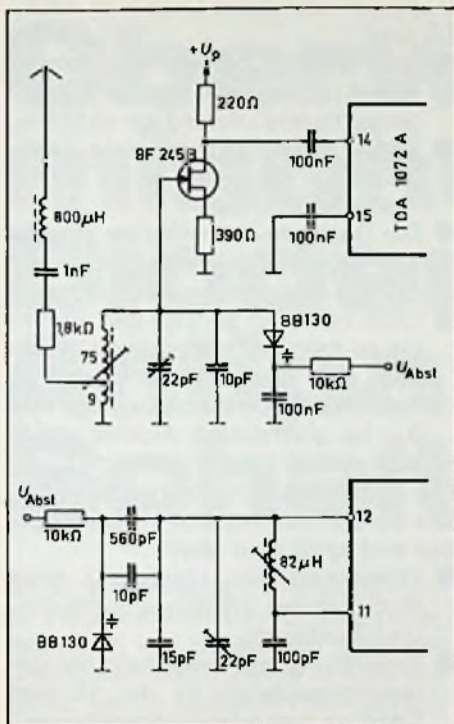 +U₀
220Ω
BF 245B
100nF
14
TDA 1072 A
390Ω
100nF
15
800µH
1nF
1,8kΩ
75
9
22pF
10pF
BB130
10kΩ
U_Abst
100nF
U_Abst
10kΩ
560pF
12
82µH
10pF
11
BB130
15pF
22pF
100pF